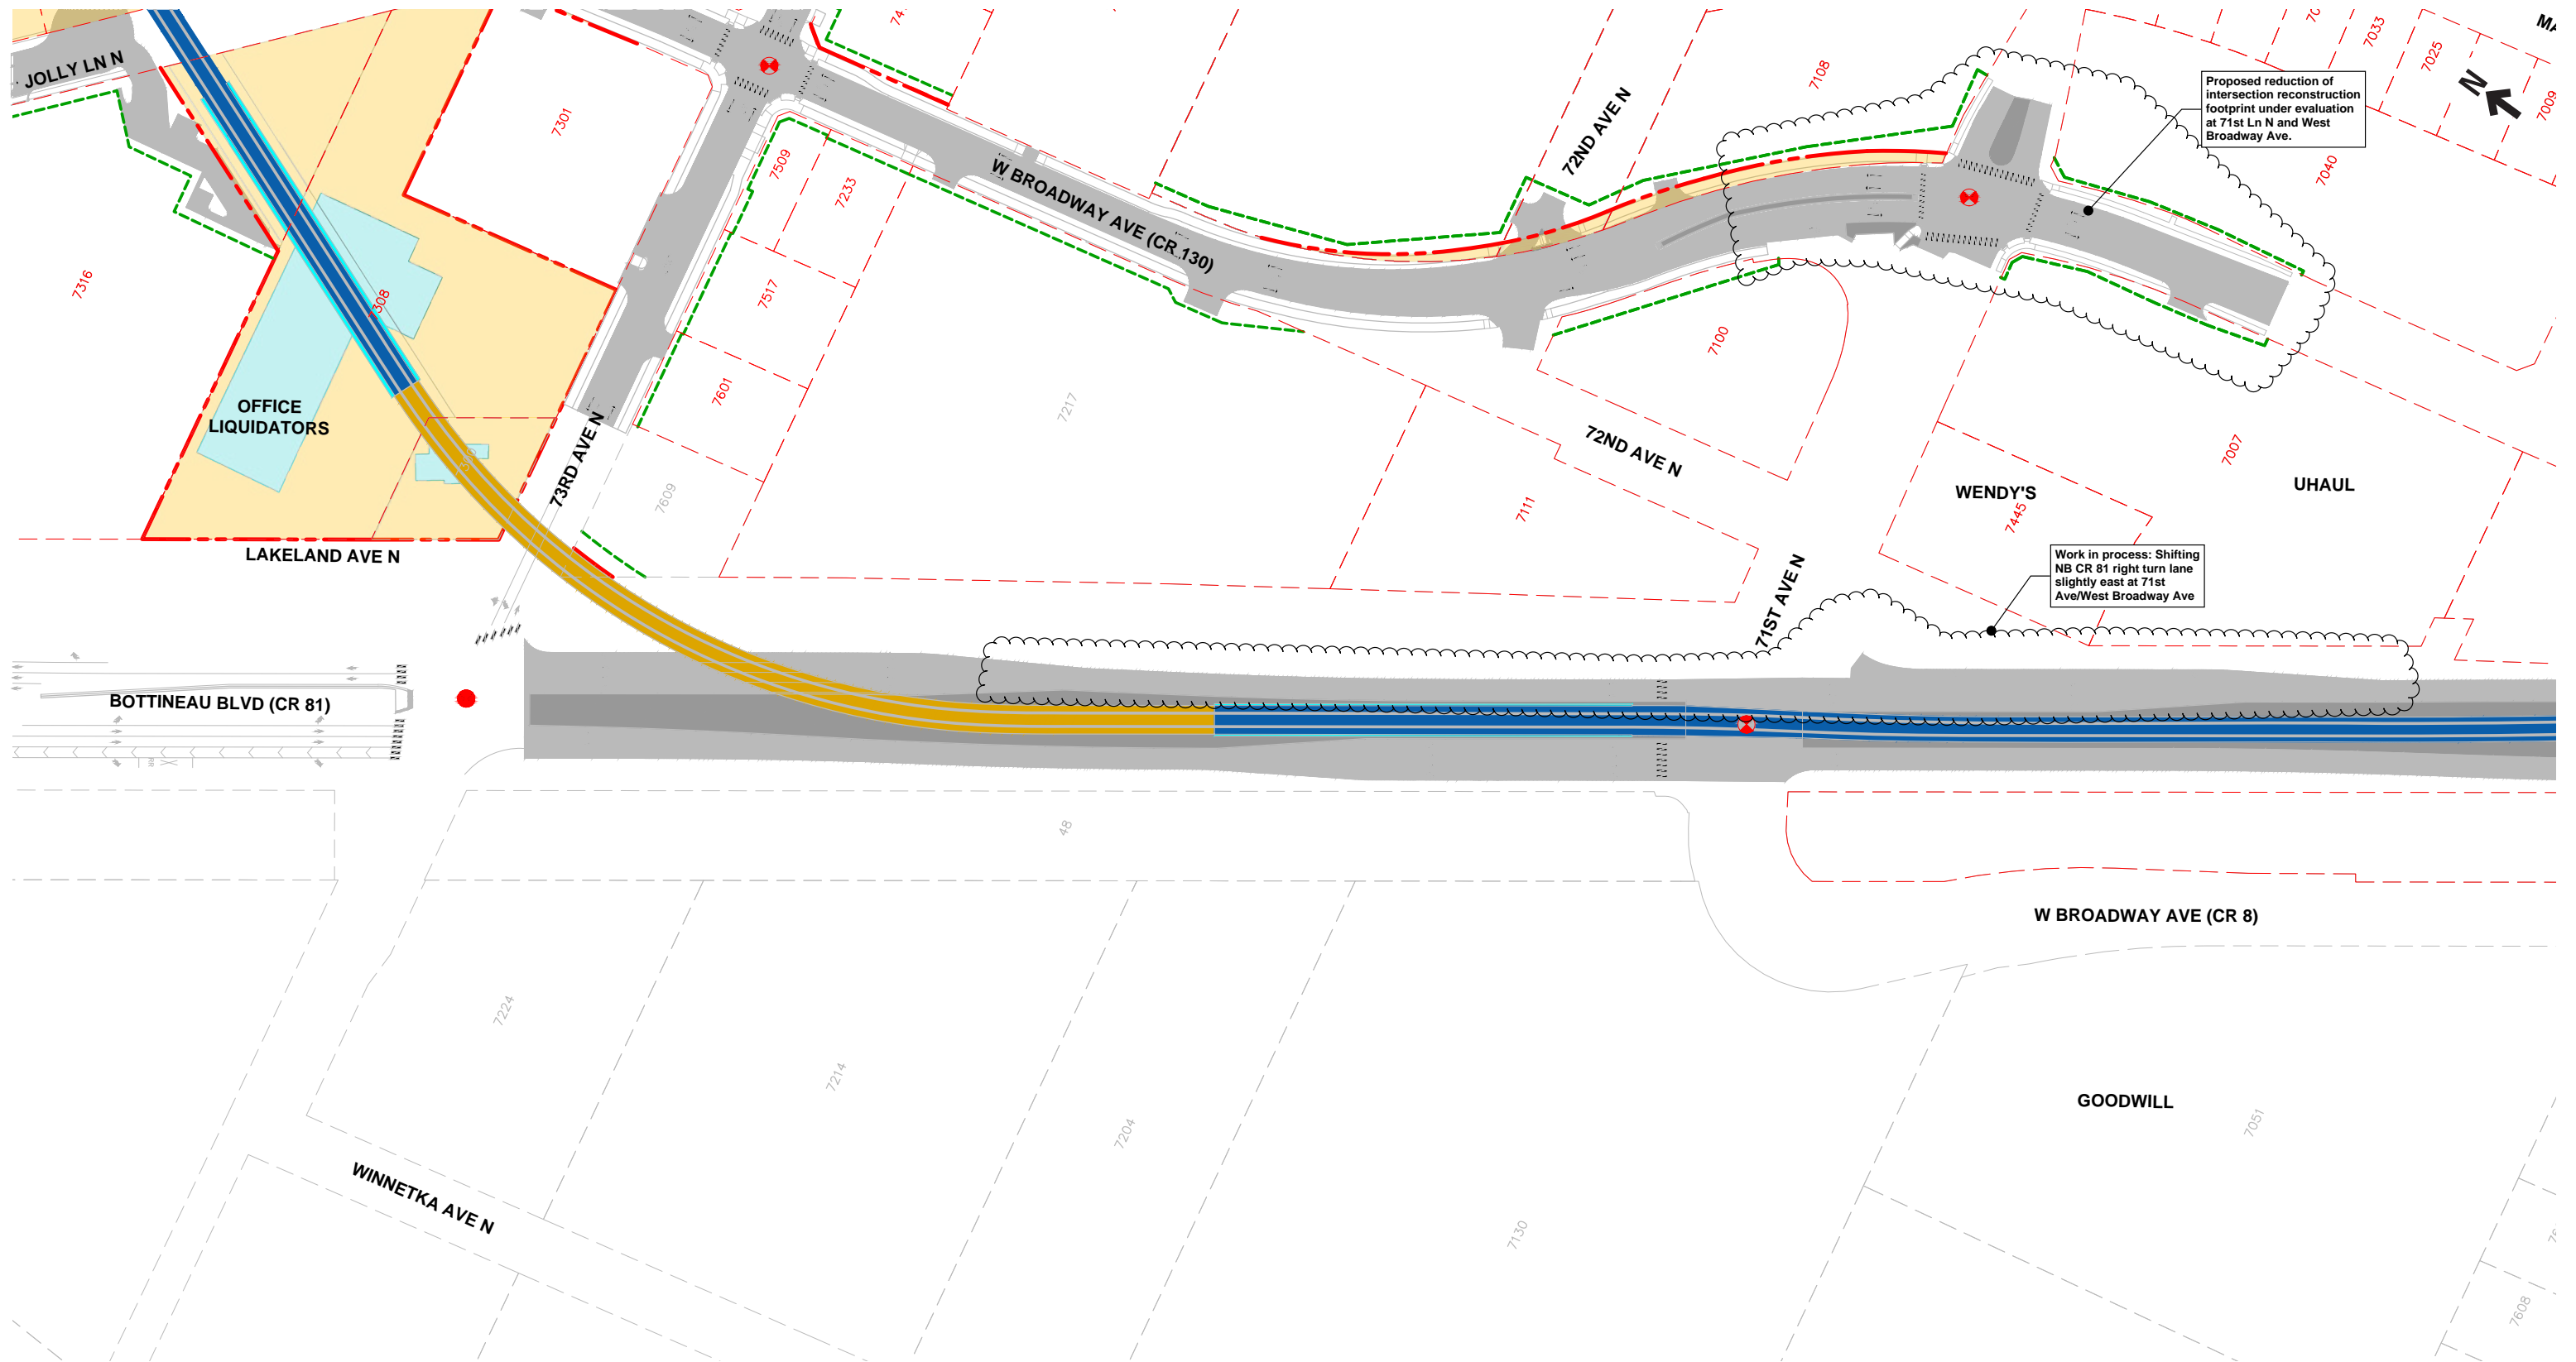 JOLLY LN N
7301
7509
7233
7517
7601
7609
7316
7308
OFFICE
LIQUIDATORS
73RD AVE N
LAKELAND AVE N
W BROADWAY AVE (CR 130)
72ND AVE N
7108
7033
7025
7009
MA
N
Proposed reduction of
intersection reconstruction
footprint under evaluation
at 71st Ln N and West
Broadway Ave.
7040
7217
7100
72ND AVE N
7111
7007
UHAUL
WENDY'S
7445
71ST AVE N
Work in process: Shifting
NB CR 81 right turn lane
slightly east at 71st
Ave/West Broadway Ave
BOTTINEAU BLVD (CR 81)
48
W BROADWAY AVE (CR 8)
7224
7214
7204
7130
GOODWILL
7051
7608
WINNETKA AVE N